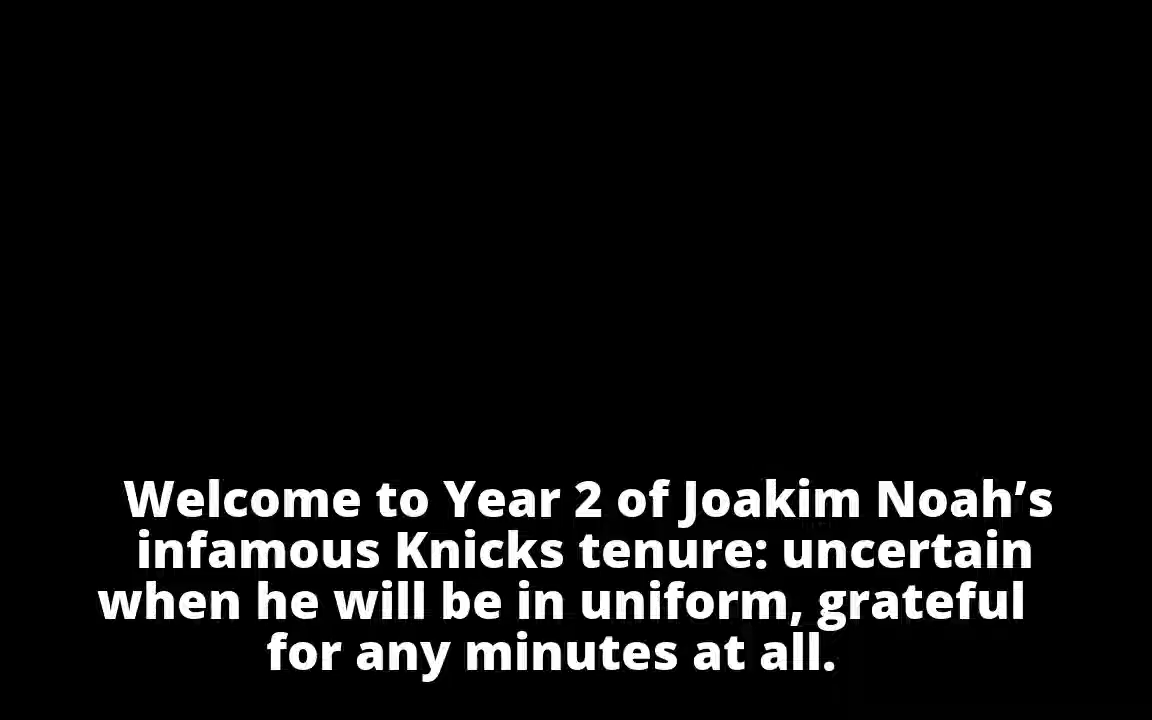 Welcome to Year 2 of Joakim Noah’s
infamous Knicks tenure: uncertain
when he will be in uniform, grateful
for any minutes at all.